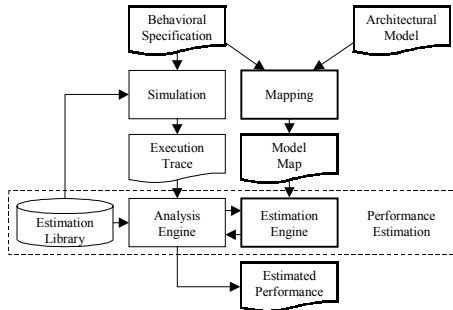 Behavioral
Specification
Architectural
Model
Simulation
Mapping
Execution
Trace
Model
Map
Estimation
Library
Analysis
Engine
Estimation
Engine
Performance
Estimation
Estimated
Performance